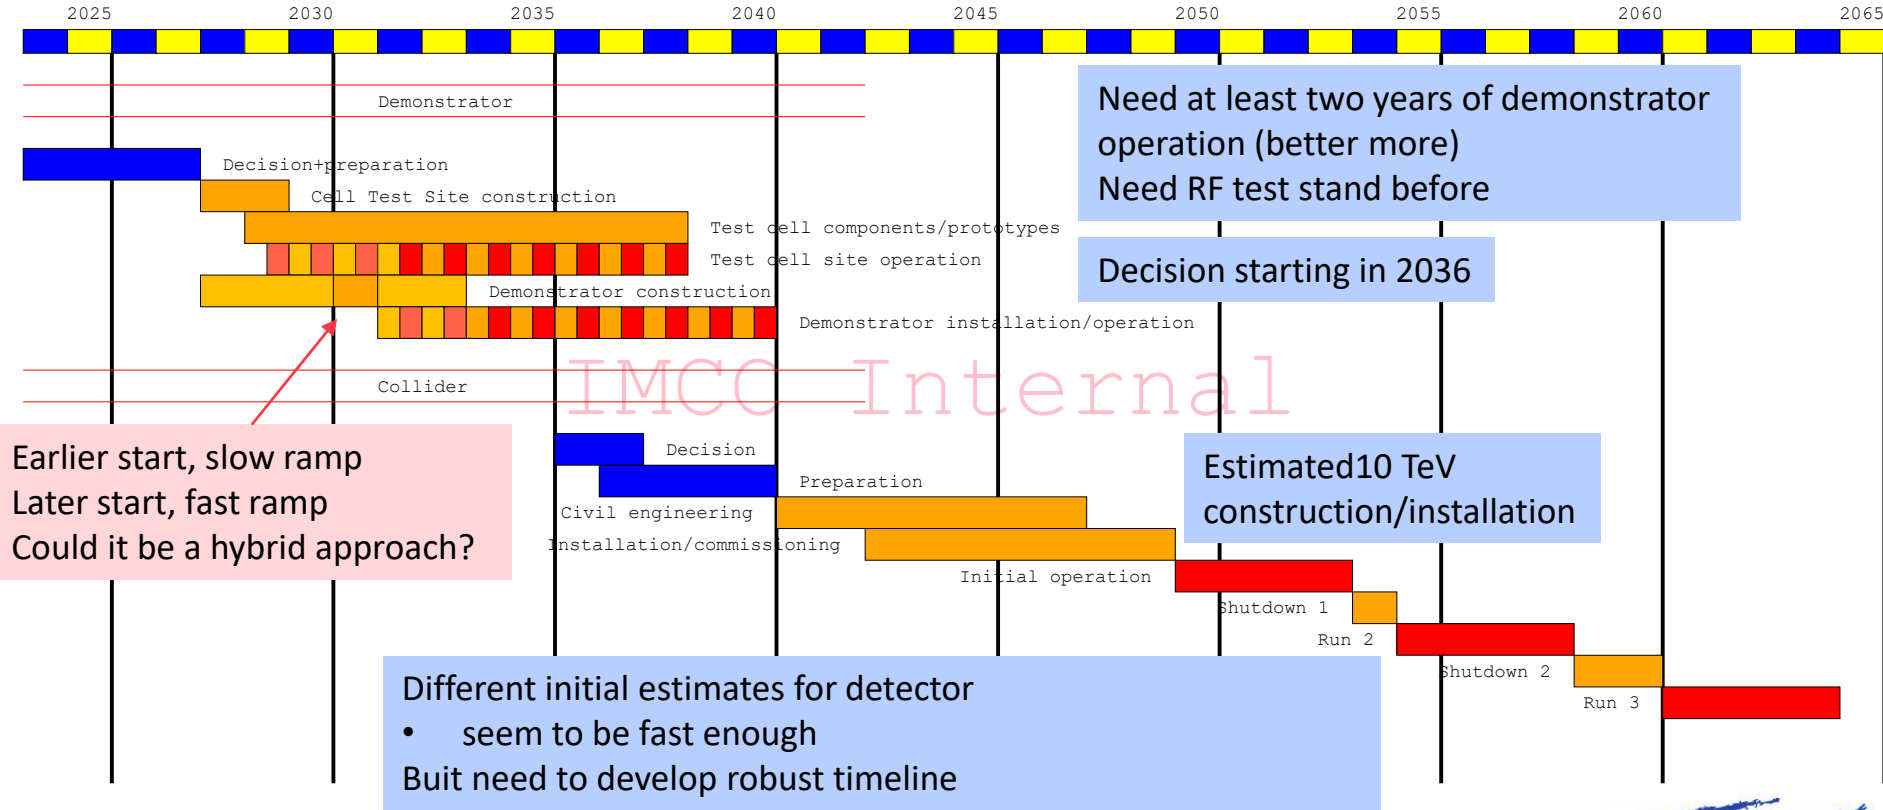 2025 2030 2035 2040 2045 2050 2055 2060 2065
Demonstrator
Need at least two years of demonstrator
operation (better more)
Need RF test stand before
Decision+preparation
Cell Test Site construction
Test cell components/prototypes
Test cell site operation
Decision starting in 2036
Demonstrator construction
Demonstrator installation/operation
IMCC Internal
Collider
Earlier start, slow ramp
Later start, fast ramp
Could it be a hybrid approach?
Decision
Preparation
Estimated10 TeV
construction/installation
Civil engineering
Installation/commissioning
Initial operation
Shutdown 1
Run 2
Shutdown 2
Run 3
Different initial estimates for detector
• seem to be fast enough
Buit need to develop robust timeline